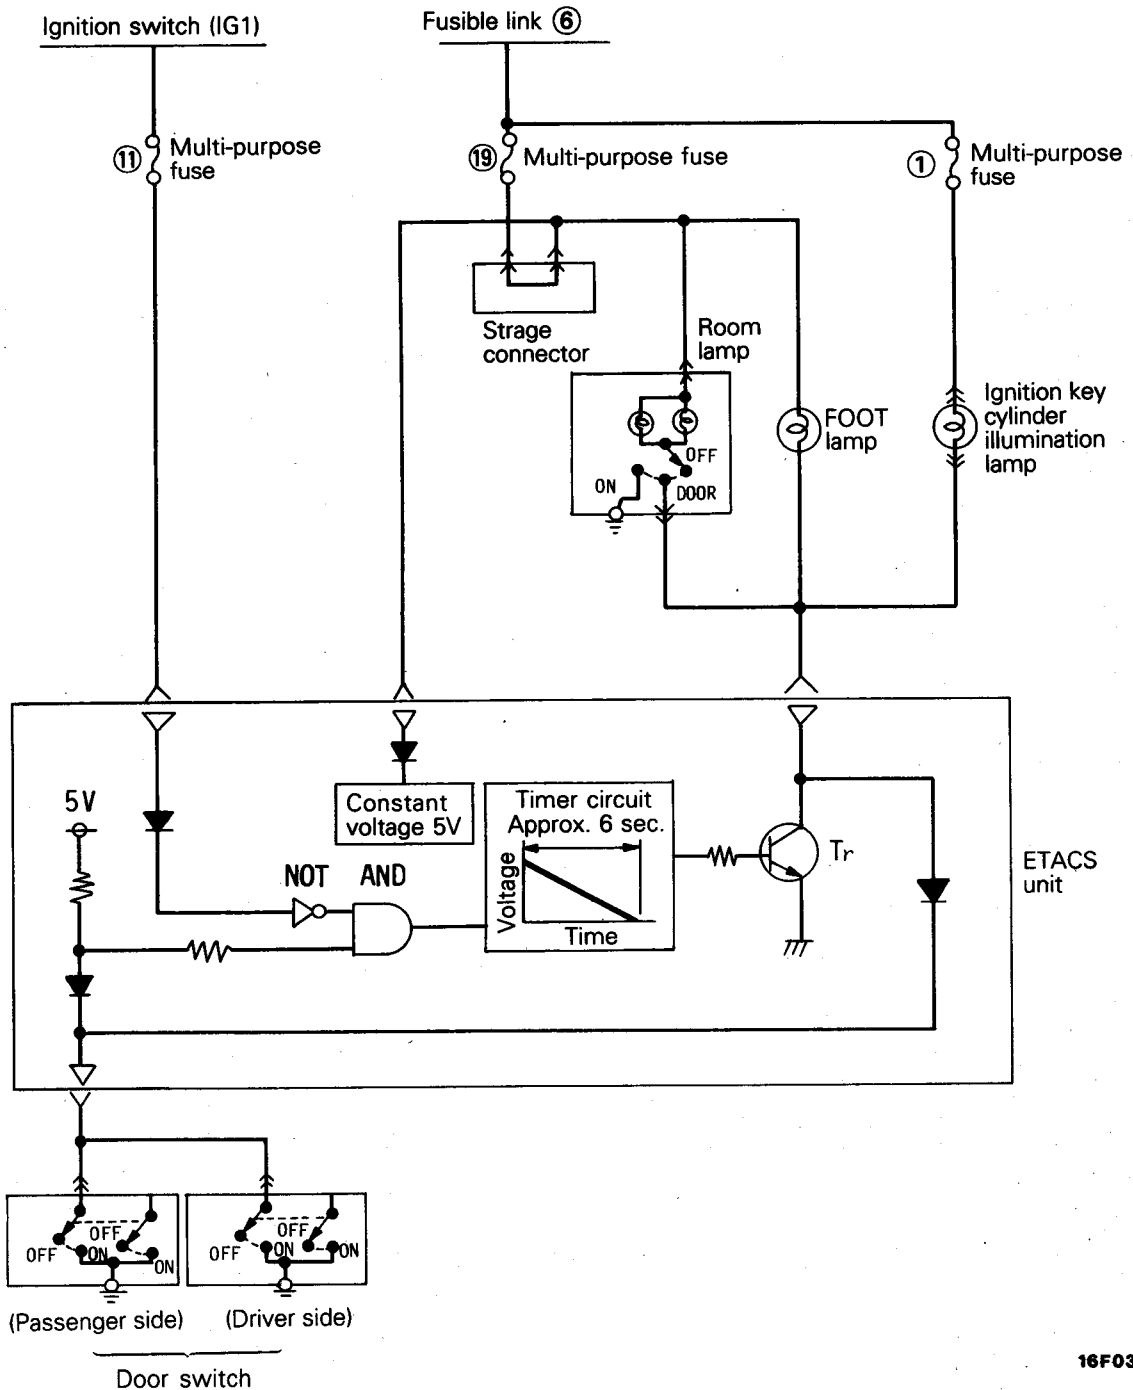 Ignition switch (IG1)
Fusible link ⑥
⑪ Multi-purpose
fuse
⑲ Multi-purpose fuse
① Multi-purpose
fuse
Strage
connector
Room
lamp
OFF
ON
DOOR
FOOT
lamp
Ignition key
cylinder
illumination
lamp
5V
Constant
voltage 5V
Timer circuit
Approx. 6 sec.
Voltage
Time
NOT
AND
Tr
ETACS
unit
OFF
OFF
ON
ON
OFF
OFF
ON
ON
(Passenger side)
(Driver side)
Door switch
16F03